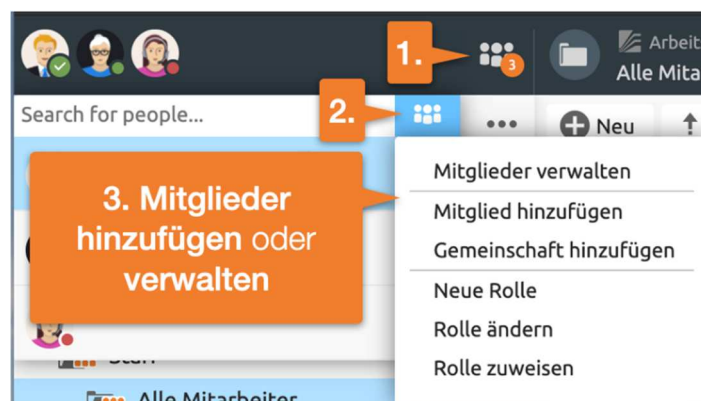 1.
3
Arbeit
Alle Mita
Search for people...
2.
Neu
3. Mitglieder
hinzufügen oder
verwalten
Mitglieder verwalten
Mitglied hinzufügen
Gemeinschaft hinzufügen
Neue Rolle
Rolle ändern
Rolle zuweisen
Staff
Alle Mitarbeiter